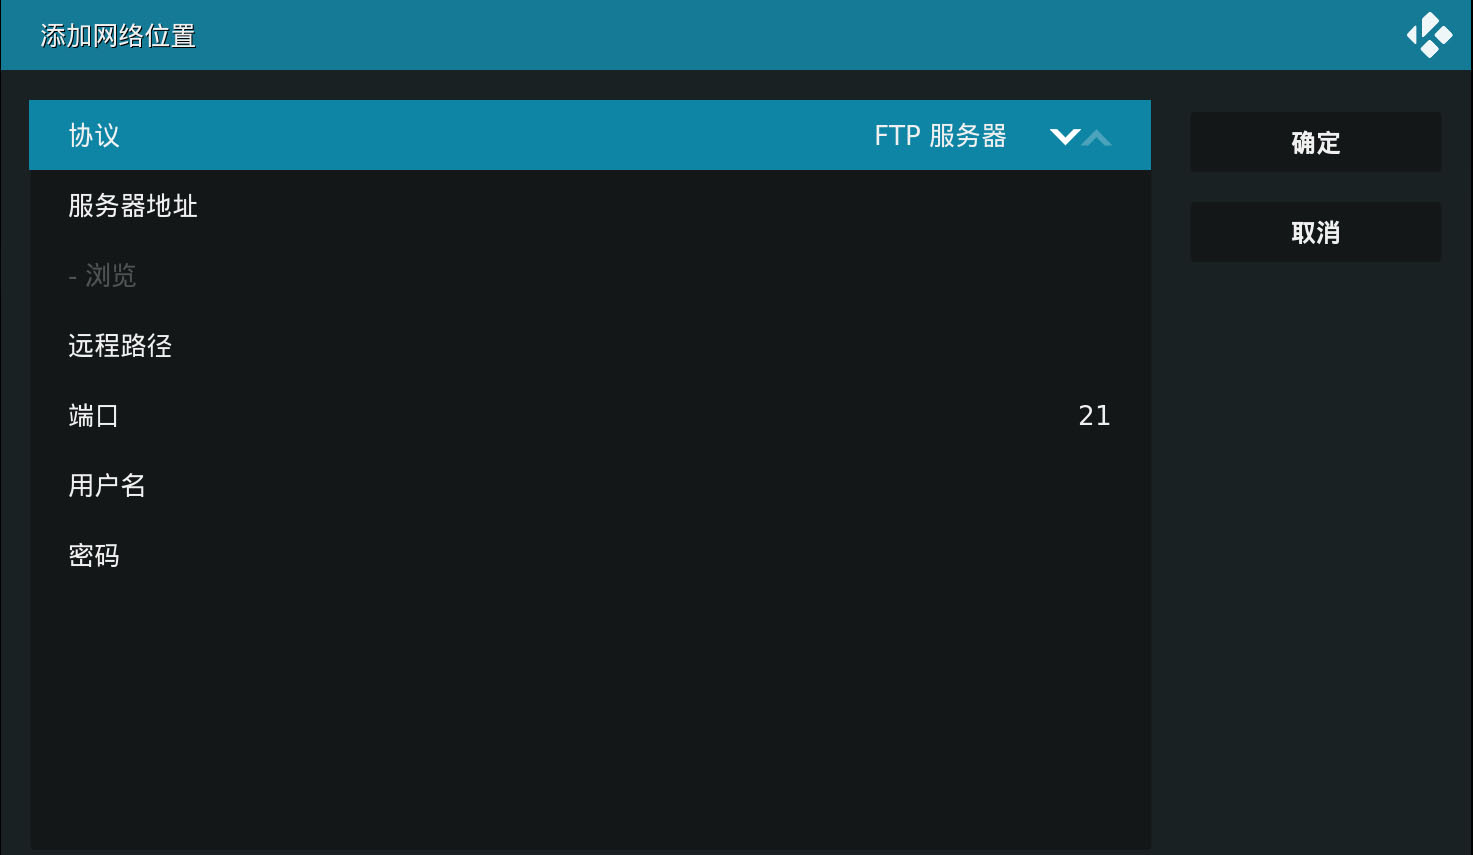 添加网络位置
协议 FTP 服务器
服务器地址
- 浏览
远程路径
端口 21
用户名
密码
确定
取消